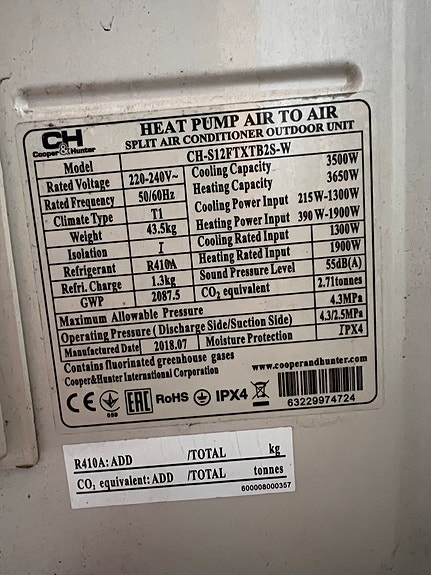 CH
Cooper&Hunter
HEAT PUMP AIR TO AIR
SPLIT AIR CONDITIONER OUTDOOR UNIT
Model CH-S12FTXTB2S-W
Rated Voltage 220-240V~
Rated Frequency 50/60Hz
Climate Type T1
Weight 43.5kg
Isolation I
Refrigerant R410A
Refri. Charge 1.3kg
GWP 2087.5
Cooling Capacity 3500W
Heating Capacity 3650W
Cooling Power Input 215W-1300W
Heating Power Input 390W-1900W
Cooling Rated Input 1300W
Heating Rated Input 1900W
Sound Pressure Level 55dB(A)
CO₂ equivalent 2.71tonnes
Maximum Allowable Pressure 4.3MPa
Operating Pressure (Discharge Side/Suction Side) 4.3/2.5MPa
Manufactured Date 2018.07 Moisture Protection IPX4
Contains fluorinated greenhouse gases www.cooperandhunter.com
Cooper&Hunter International Corporation
CE EAC RoHS IPX4
63229974724
R410A: ADD /TOTAL kg
CO₂ equivalent: ADD /TOTAL tonnes
600008000357